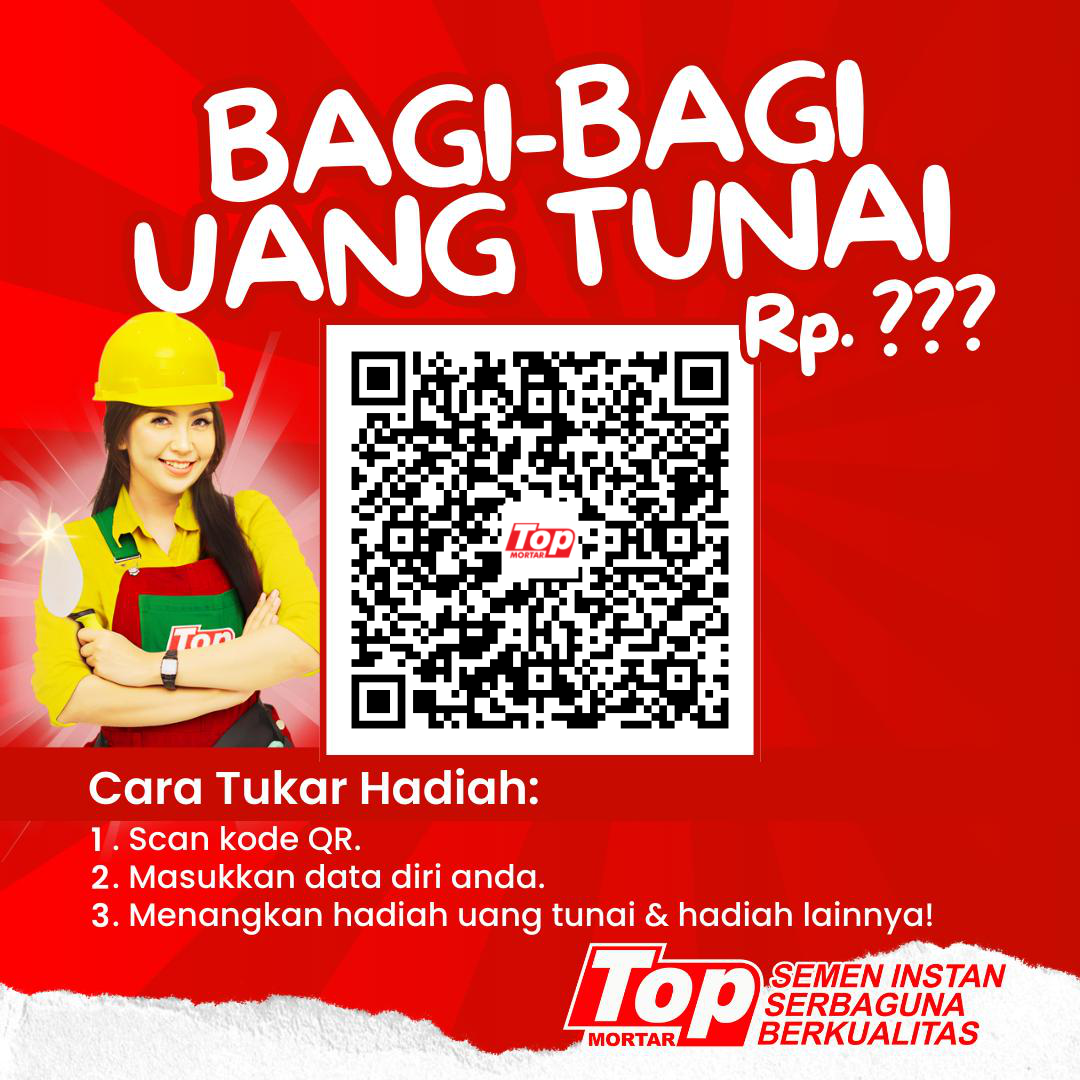 BAGI-BAGI
UANG TUNAI
Rp. ???
Top
MORTAR
Top
Cara Tukar Hadiah:
1. Scan kode QR.
2. Masukkan data diri anda.
3. Menangkan hadiah uang tunai & hadiah lainnya!
Top
MORTAR
SEMEN INSTAN
SERBAGUNA
BERKUALITAS